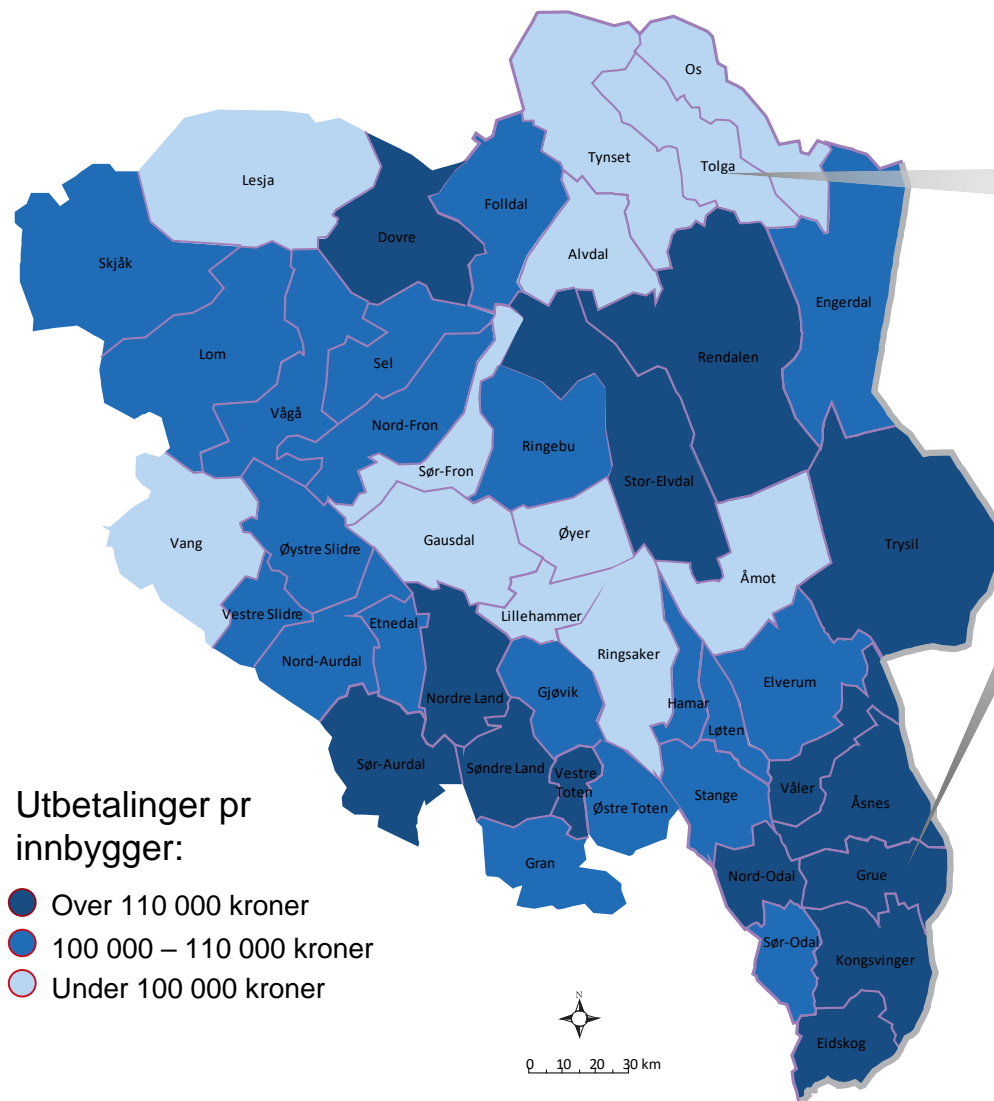 Os
Tynset
Tolga
Lesja
Folldal
Dovre
Alvdal
Skjåk
Engerdal
Lom
Rendalen
Sel
Vågå
Nord-Fron
Ringebu
Sør-Fron
Stor-Elvdal
Vang
Gausdal
Øyer
Trysil
Øystre Slidre
Åmot
Vestre Slidre
Etnedal
Lillehammer
Ringsaker
Nord-Aurdal
Elverum
Nordre Land
Gjøvik
Hamar
Løten
Sør-Aurdal
Søndre Land
Vestre
Toten
Østre Toten
Stange
Våler
Åsnes
Gran
Nord-Odal
Grue
Sør-Odal
Kongsvinger
Eidskog
Utbetalinger pr
innbygger:
Over 110 000 kroner
100 000 – 110 000 kroner
Under 100 000 kroner
N
0 10 20 30 km